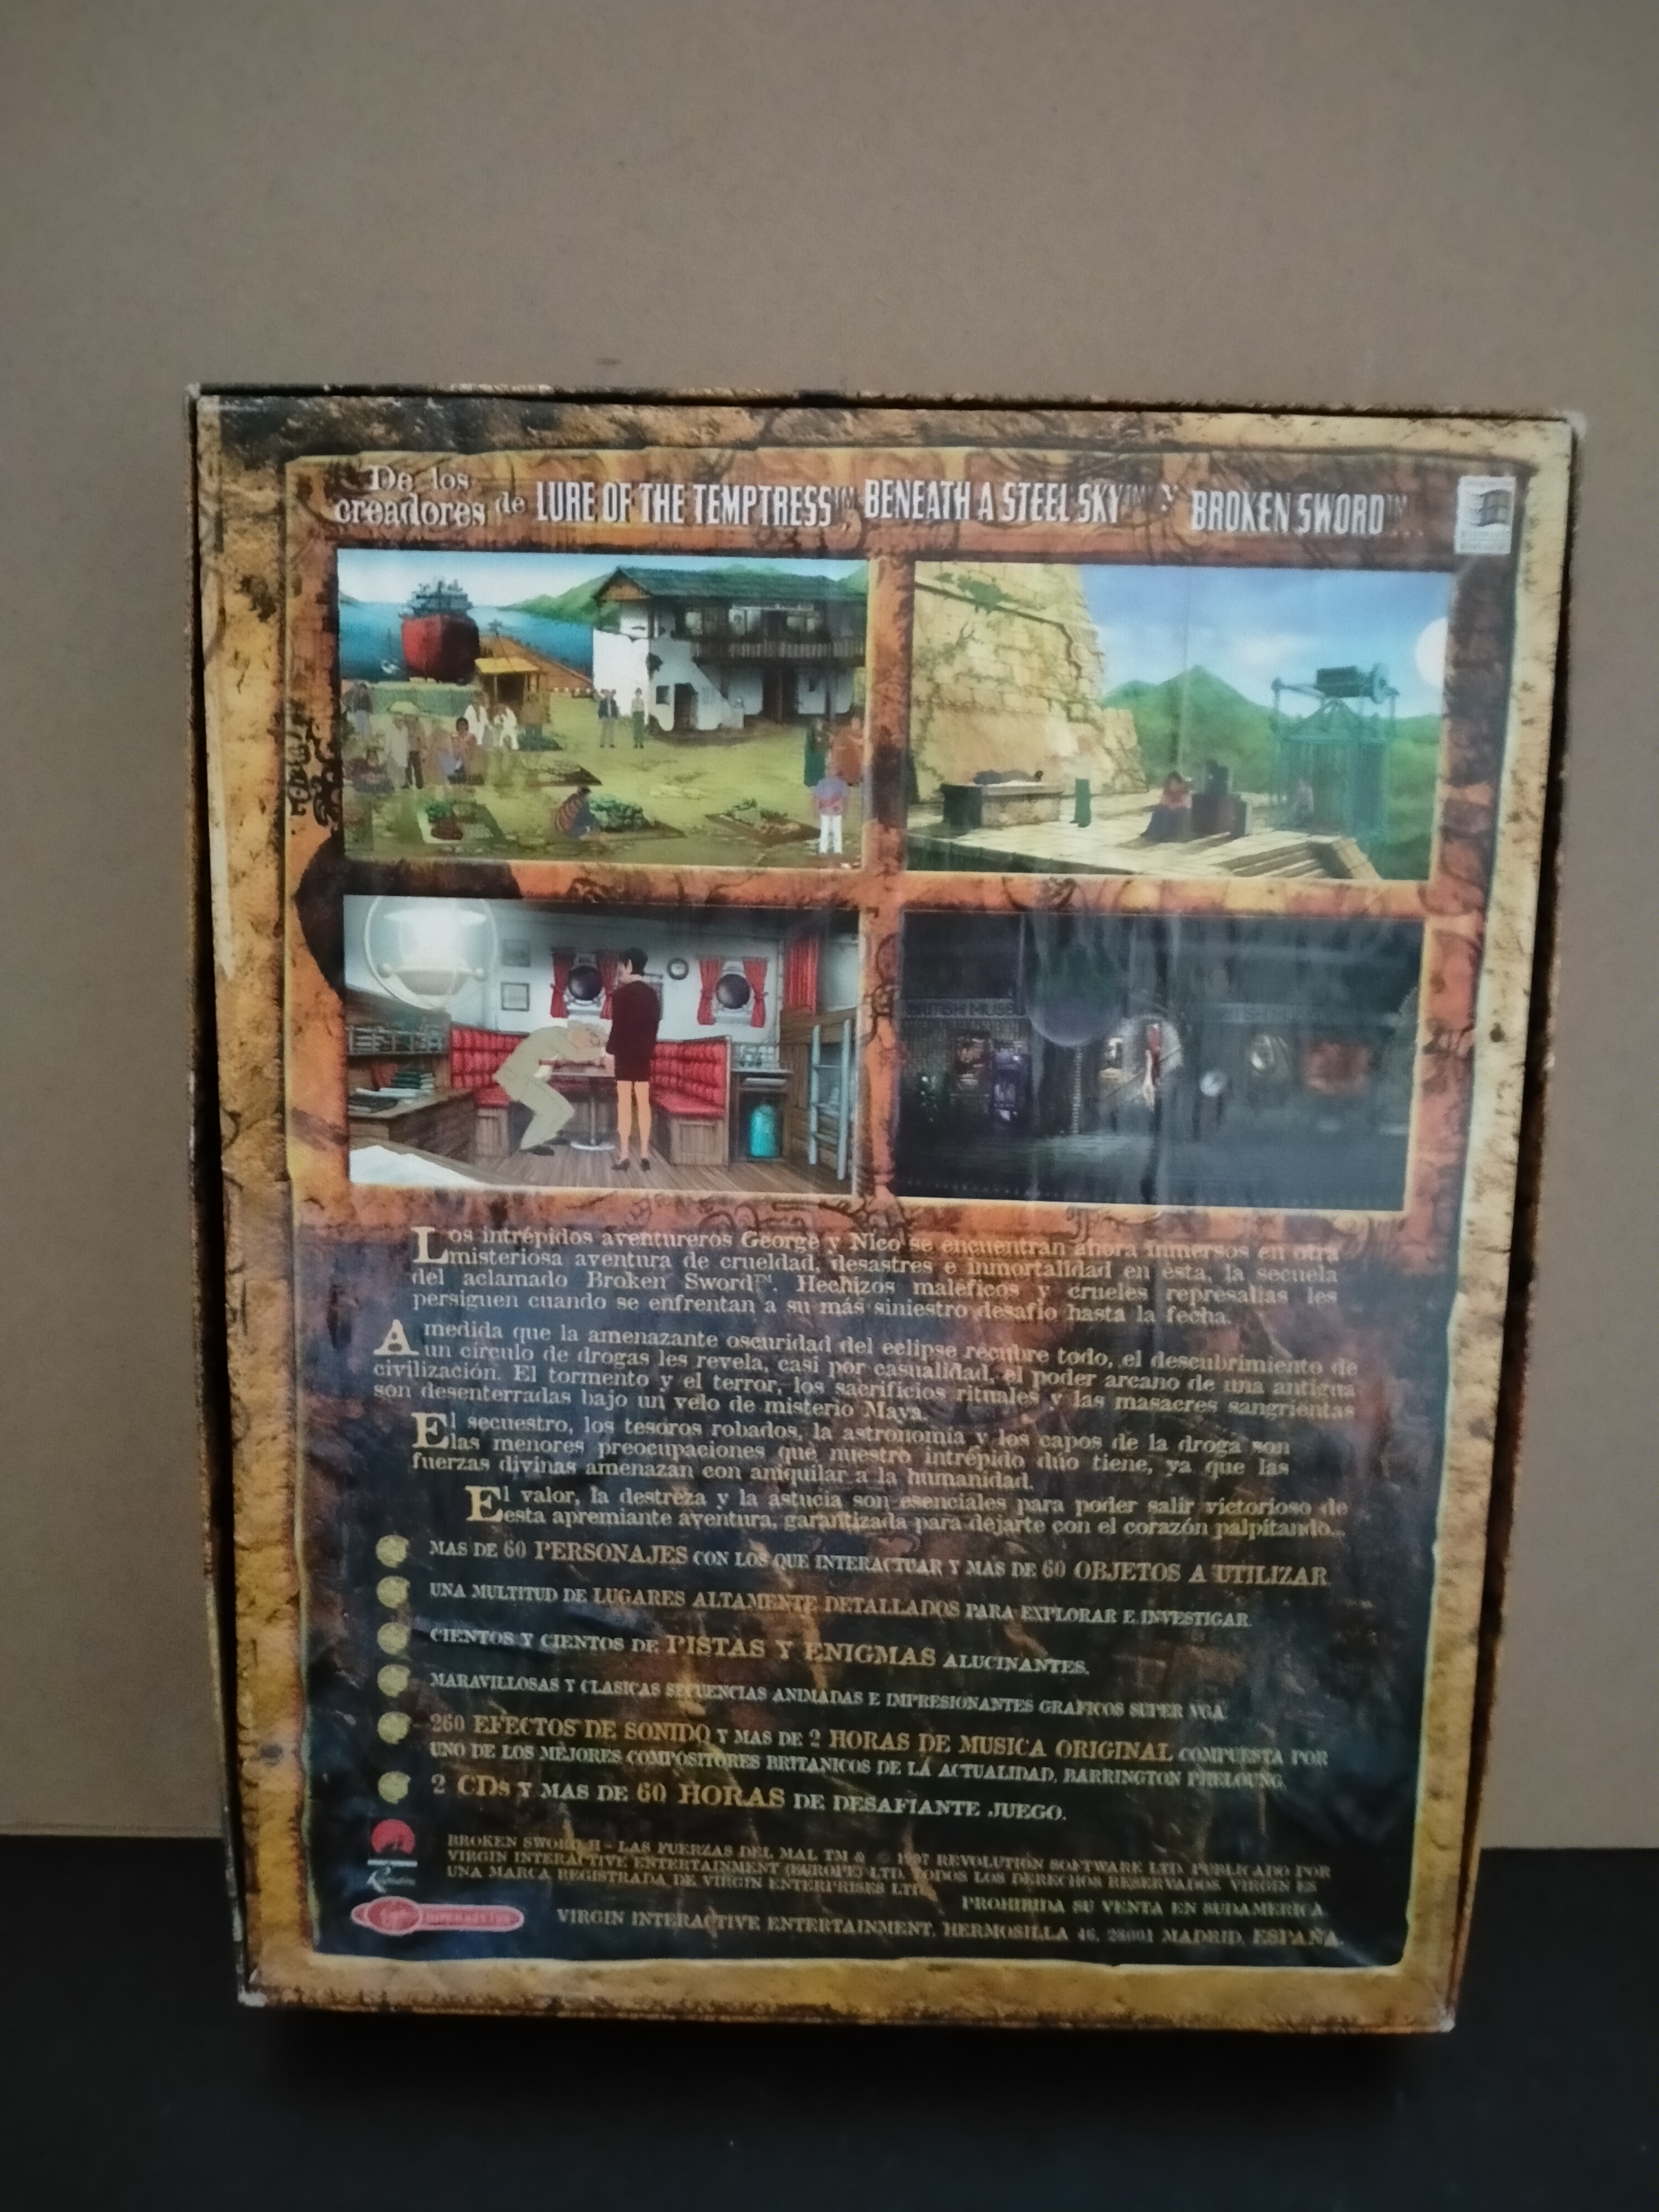 De los
creadores de LURE OF THE TEMPTRESS™, BENEATH A STEEL SKY™ y BROKEN SWORD™...
Los intrépidos aventureros George y Nico se encuentran ahora inmersos en otra
misteriosa aventura de crueldad, desastres e inmortalidad en ésta, la secuela
del aclamado Broken Sword™. Hechizos maléficos y crueles represalias les
persiguen cuando se enfrentan a su más siniestro desafío hasta la fecha.
A medida que la amenazante oscuridad del eclipse recubre todo, el descubrimiento de
un círculo de drogas les revela, casi por casualidad, el poder arcano de una antigua
civilización. El tormento y el terror, los sacrificios rituales y las masacres sangrientas
son desenterradas bajo un velo de misterio Maya.
El secuestro, los tesoros robados, la astronomía y los capos de la droga son
las menores preocupaciones que nuestro intrépido dúo tiene, ya que las
fuerzas divinas amenazan con aniquilar a la humanidad.
El valor, la destreza y la astucia son esenciales para poder salir victorioso de
esta apremiante aventura, garantizada para dejarte con el corazón palpitando...
MAS DE 60 PERSONAJES CON LOS QUE INTERACTUAR Y MAS DE 60 OBJETOS A UTILIZAR.
UNA MULTITUD DE LUGARES ALTAMENTE DETALLADOS PARA EXPLORAR E INVESTIGAR.
CIENTOS Y CIENTOS DE PISTAS Y ENIGMAS ALUCINANTES.
MARAVILLOSAS Y CLASICAS SECUENCIAS ANIMADAS E IMPRESIONANTES GRAFICOS SUPER VGA.
260 EFECTOS DE SONIDO Y MAS DE 2 HORAS DE MUSICA ORIGINAL COMPUESTA POR
UNO DE LOS MEJORES COMPOSITORES BRITANICOS DE LA ACTUALIDAD, BARRINGTON PHELOUNG.
2 CDs Y MAS DE 60 HORAS DE DESAFIANTE JUEGO.
BROKEN SWORD II - LAS FUERZAS DEL MAL TM & © 1997 REVOLUTION SOFTWARE LTD. PUBLICADO POR
VIRGIN INTERACTIVE ENTERTAINMENT (EUROPE) LTD. TODOS LOS DERECHOS RESERVADOS. VIRGIN ES
UNA MARCA REGISTRADA DE VIRGIN ENTERPRISES LTD.
PROHIBIDA SU VENTA EN SUDAMERICA.
VIRGIN INTERACTIVE ENTERTAINMENT, HERMOSILLA 46, 28001 MADRID, ESPAÑA.